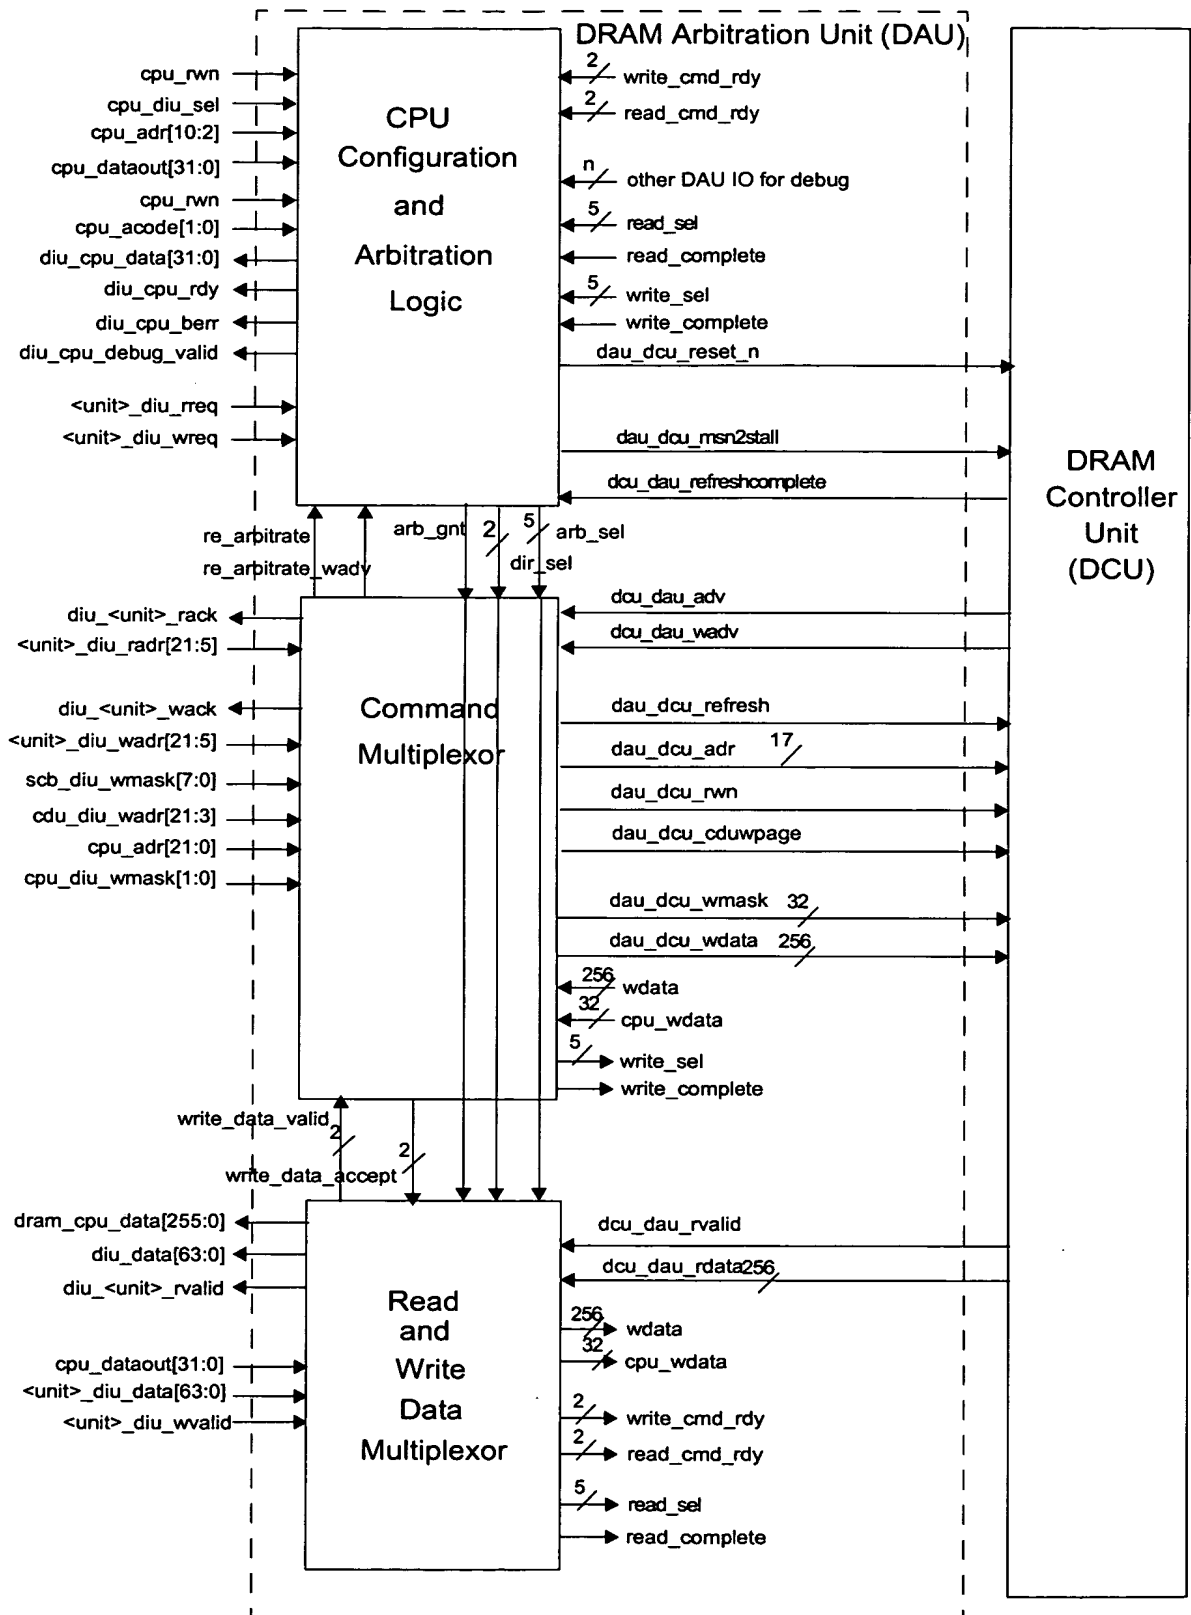 DRAM Arbitration Unit (DAU)
cpu_rwn
cpu_diu_sel
cpu_adr[10:2]
cpu_dataout[31:0]
cpu_rwn
cpu_acode[1:0]
diu_cpu_data[31:0]
diu_cpu_rdy
diu_cpu_berr
diu_cpu_debug_valid
<unit>_diu_rreq
<unit>_diu_wreq
CPU
Configuration
and
Arbitration
Logic
2
write_cmd_rdy
2
read_cmd_rdy
n
other DAU IO for debug
5
read_sel
read_complete
5
write_sel
write_complete
dau_dcu_reset_n
dau_dcu_msn2stall
dcu_dau_refreshcomplete
DRAM
Controller
Unit
(DCU)
re_arbitrate
re_arbitrate_wadv
arb_gnt
2
dir_sel
5
arb_sel
diu_<unit>_rack
<unit>_diu_radr[21:5]
diu_<unit>_wack
<unit>_diu_wadr[21:5]
scb_diu_wmask[7:0]
cdu_diu_wadr[21:3]
cpu_adr[21:0]
cpu_diu_wmask[1:0]
Command
Multiplexor
dcu_dau_adv
dcu_dau_wadv
dau_dcu_refresh
dau_dcu_adr 17
dau_dcu_rwn
dau_dcu_cduwpage
dau_dcu_wmask 32
dau_dcu_wdata 256
256
wdata
32
cpu_wdata
5
write_sel
write_complete
write_data_valid
2
2
write_data_accept
dram_cpu_data[255:0]
diu_data[63:0]
diu_<unit>_rvalid
cpu_dataout[31:0]
<unit>_diu_data[63:0]
<unit>_diu_wvalid
Read
and
Write
Data
Multiplexor
dcu_dau_rvalid
dcu_dau_rdata 256
256
wdata
32
cpu_wdata
2
write_cmd_rdy
2
read_cmd_rdy
5
read_sel
read_complete